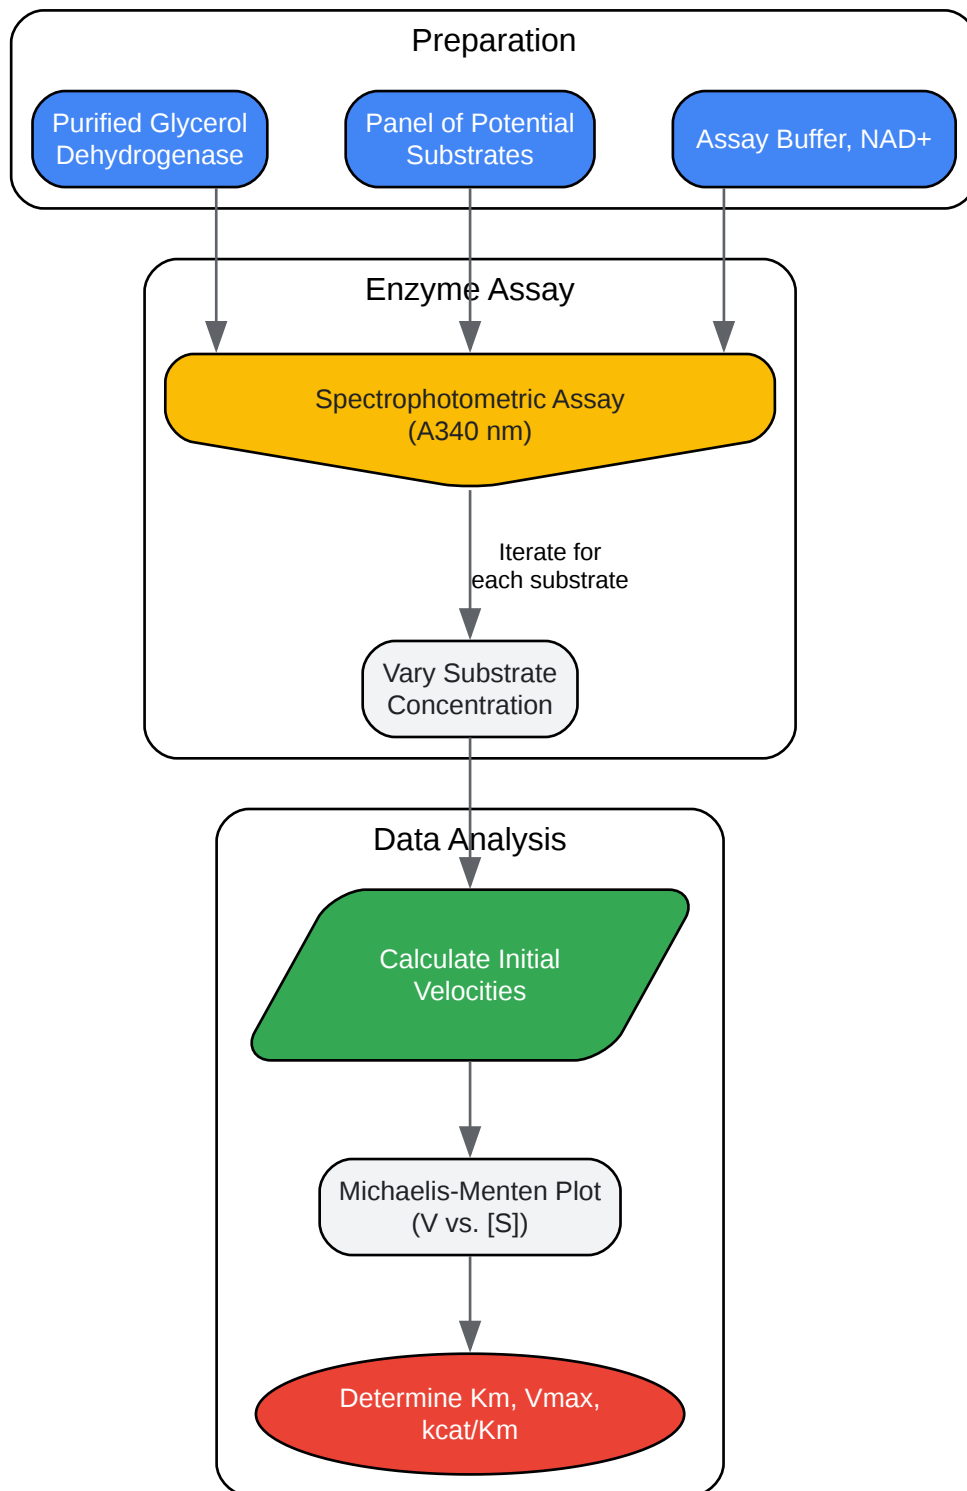 Preparation
Purified Glycerol
Dehydrogenase
Panel of Potential
Substrates
Assay Buffer, NAD+
Enzyme Assay
Spectrophotometric Assay
(A340 nm)
Iterate for
each substrate
Vary Substrate
Concentration
Data Analysis
Calculate Initial
Velocities
Michaelis-Menten Plot
(V vs. [S])
Determine Km, Vmax,
kcat/Km